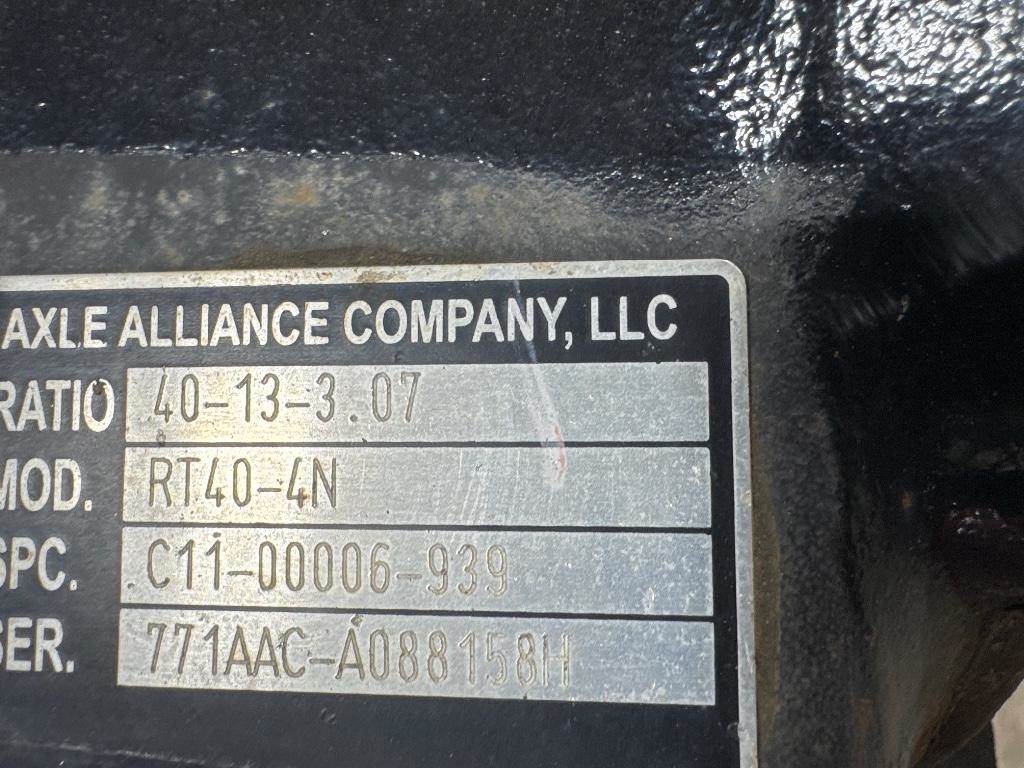 AXLE ALLIANCE COMPANY, LLC
RATIO 40-13-3.07
MOD. RT40-4N
SPC. C11-00006-939
SER. 771AAC-A088158H